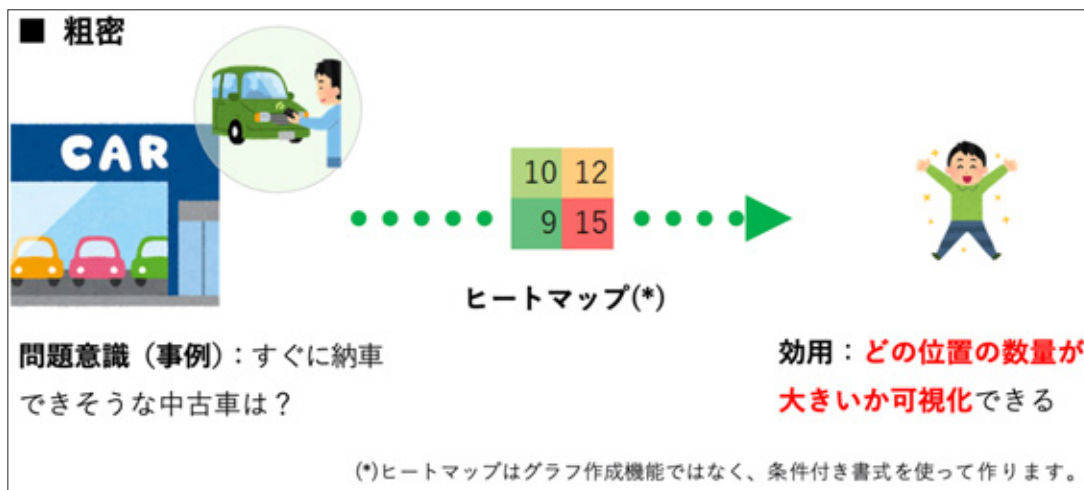 ■ 粗密
CAR
10 12
9 15
ヒートマップ(*)
問題意識（事例）：すぐに納車
できそうな中古車は？
効用：どの位置の数量が
大きいか可視化できる
(*)ヒートマップはグラフ作成機能ではなく、条件付き書式を使って作ります。